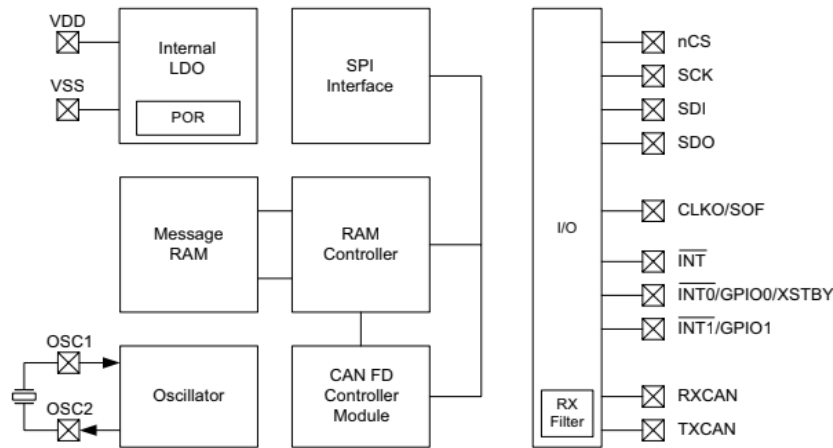 VDD
VSS
Internal
LDO
POR
SPI
Interface
Message
RAM
RAM
Controller
OSC1
OSC2
Oscillator
CAN FD
Controller
Module
I/O
RX
Filter
nCS
SCK
SDI
SDO
CLKO/SOF
INT
INT0/GPIO0/XSTBY
INT1/GPIO1
RXCAN
TXCAN